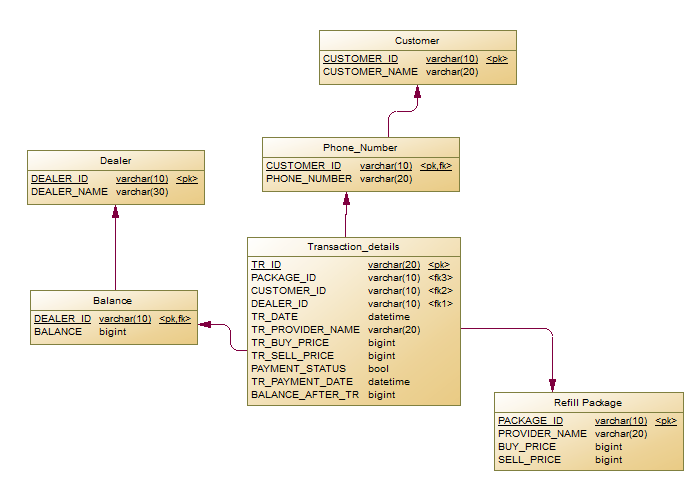 Customer
CUSTOMER_ID varchar(10) <pk>
CUSTOMER_NAME varchar(20)
Phone_Number
CUSTOMER_ID varchar(10) <pk,fk>
PHONE_NUMBER varchar(20)
Dealer
DEALER_ID varchar(10) <pk>
DEALER_NAME varchar(30)
Transaction_details
TR_ID varchar(20) <pk>
PACKAGE_ID varchar(10) <fk3>
CUSTOMER_ID varchar(10) <fk2>
DEALER_ID varchar(10) <fk1>
TR_DATE datetime
TR_PROVIDER_NAME varchar(20)
TR_BUY_PRICE bigint
TR_SELL_PRICE bigint
PAYMENT_STATUS bool
TR_PAYMENT_DATE datetime
BALANCE_AFTER_TR bigint
Balance
DEALER_ID varchar(10) <pk,fk>
BALANCE bigint
Refill Package
PACKAGE_ID varchar(10) <pk>
PROVIDER_NAME varchar(20)
BUY_PRICE bigint
SELL_PRICE bigint